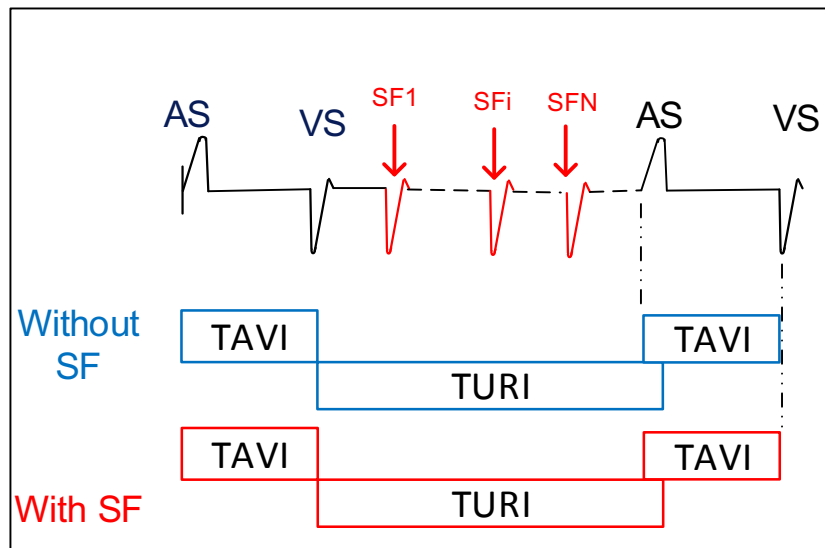 AS
VS
SF1
SFi
SFN
AS
VS
Without
SF
TAVI
TAVI
TURI
With SF
TAVI
TAVI
TURI